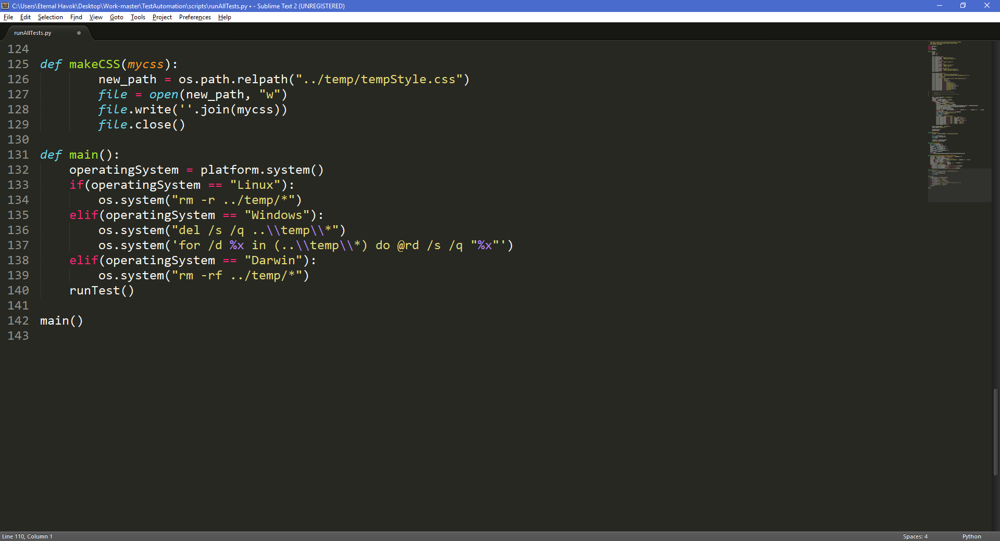 C:\Users\Eternal Havok\Desktop\Work-master\TestAutomation\scripts\runAllTests.py • - Sublime Text 2 (UNREGISTERED)
File Edit Selection Find View Goto Tools Project Preferences Help
runAllTests.py
124
125 def makeCSS(mycss):
126         new_path = os.path.relpath("../temp/tempStyle.css")
127         file = open(new_path, "w")
128         file.write(''.join(mycss))
129         file.close()
130
131 def main():
132     operatingSystem = platform.system()
133     if(operatingSystem == "Linux"):
134         os.system("rm -r ../temp/*")
135     elif(operatingSystem == "Windows"):
136         os.system("del /s /q ..\\temp\\*")
137         os.system('for /d %x in (..\\temp\\*) do @rd /s /q "%x"')
138     elif(operatingSystem == "Darwin"):
139         os.system("rm -rf ../temp/*")
140     runTest()
141
142 main()
143
Line 110, Column 1 Spaces: 4 Python